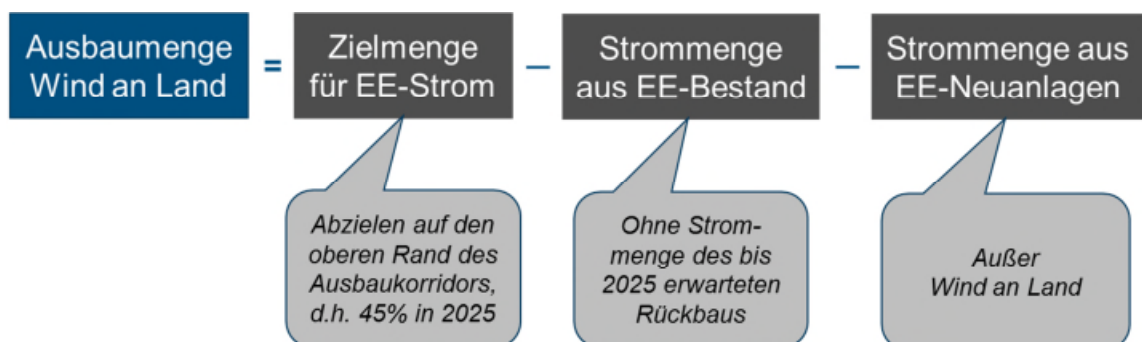 Ausbaumenge
Wind an Land
=
Zielmenge
für EE-Strom
–
Strommenge
aus EE-Bestand
–
Strommenge aus
EE-Neuanlagen
Abzielen auf den
oberen Rand des
Ausbaukorridors,
d.h. 45% in 2025
Ohne Strom-
menge des bis
2025 erwarteten
Rückbaus
Außer
Wind an Land